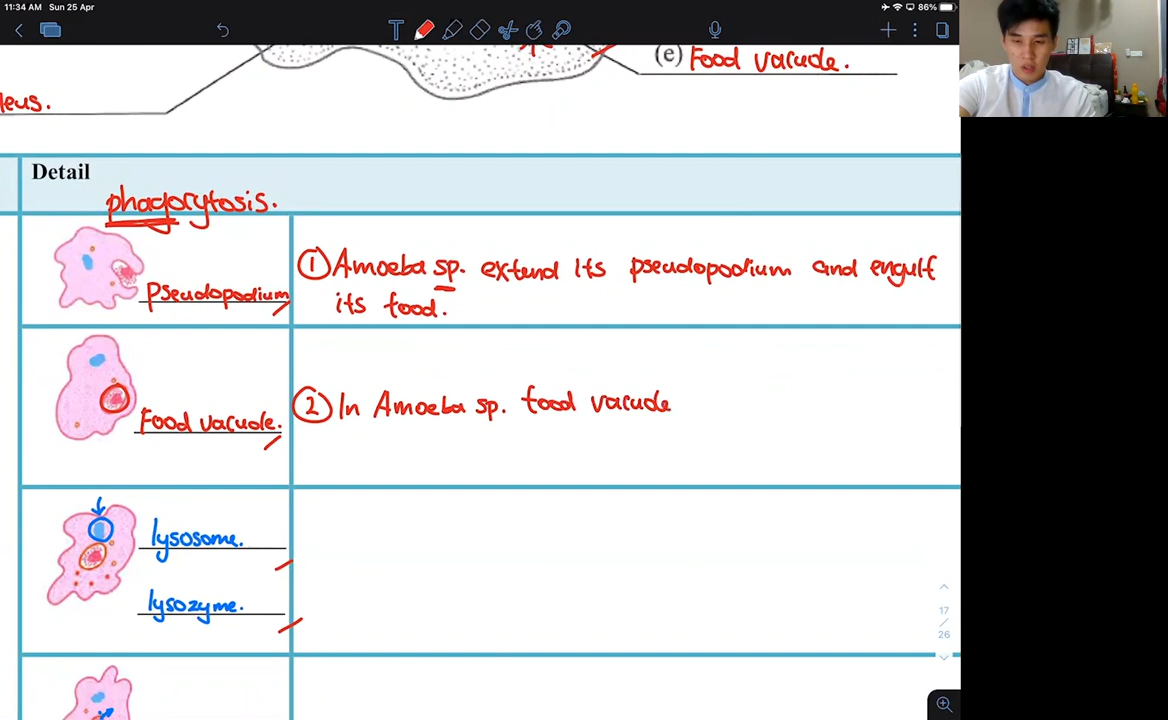 11:34 AM Sun 25 Apr
86%
(e) Food vacuole.
leus.
Detail
phagocytosis.
① Amoeba sp. extend its pseudopodium and engulf
its food.
Pseudopodium
② In Amoeba sp. food vacuole
Food vacuole.
lysosome.
lysozyme.
17
/
26